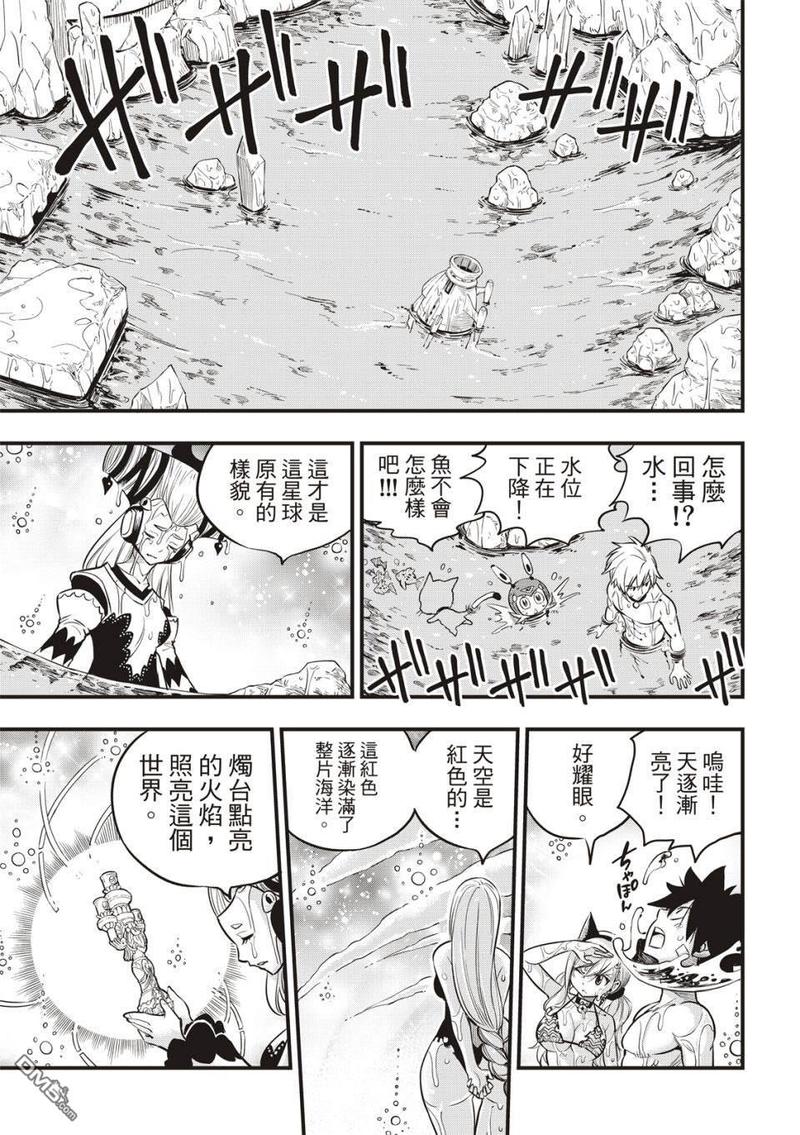 ザザザザザ
怎麼
回事!?
水…
水位
正在
下降!
魚不會
怎麼樣
吧!!!
ザザザザザザ
這才是
這星球
原有的
樣貌。
嗚哇!
天逐漸
亮了!
好耀眼。
ちゃぽん
天空是
紅色的…
這紅色
逐漸染滿了
整片海洋。
燭台點亮
的火焰,
照亮這個
世界。